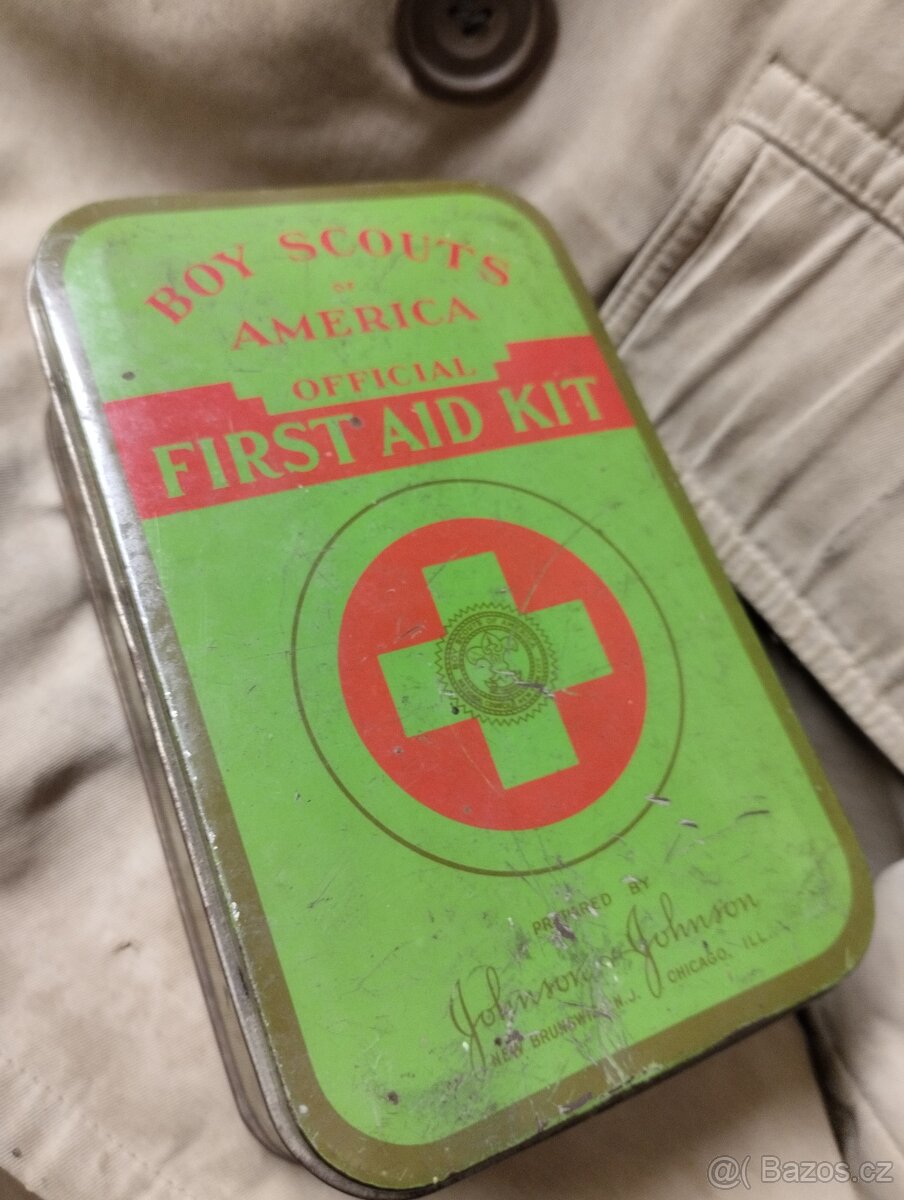 BOY SCOUTS
OF
AMERICA
OFFICIAL
FIRST AID KIT
PREPARED BY
Johnson & Johnson
NEW BRUNSWICK, N.J. CHICAGO, ILL.
@( Bazos.cz